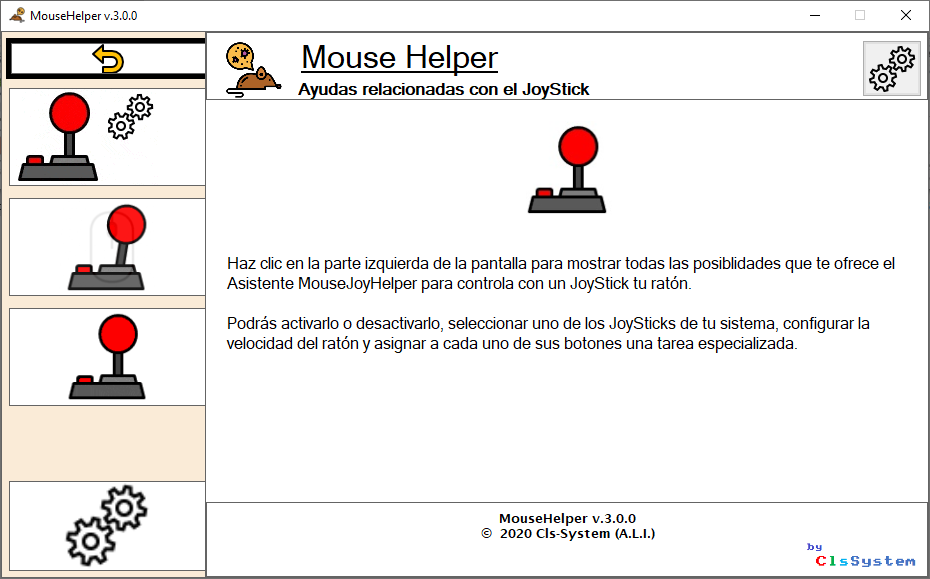 MouseHelper v.3.0.0
Mouse Helper
Ayudas relacionadas con el JoyStick
Haz clic en la parte izquierda de la pantalla para mostrar todas las posiblidades que te ofrece el
Asistente MouseJoyHelper para controla con un JoyStick tu ratón.
Podrás activarlo o desactivarlo, seleccionar uno de los JoySticks de tu sistema, configurar la
velocidad del ratón y asignar a cada uno de sus botones una tarea especializada.
MouseHelper v.3.0.0
© 2020 Cls-System (A.L.I.)
by
ClsSystem